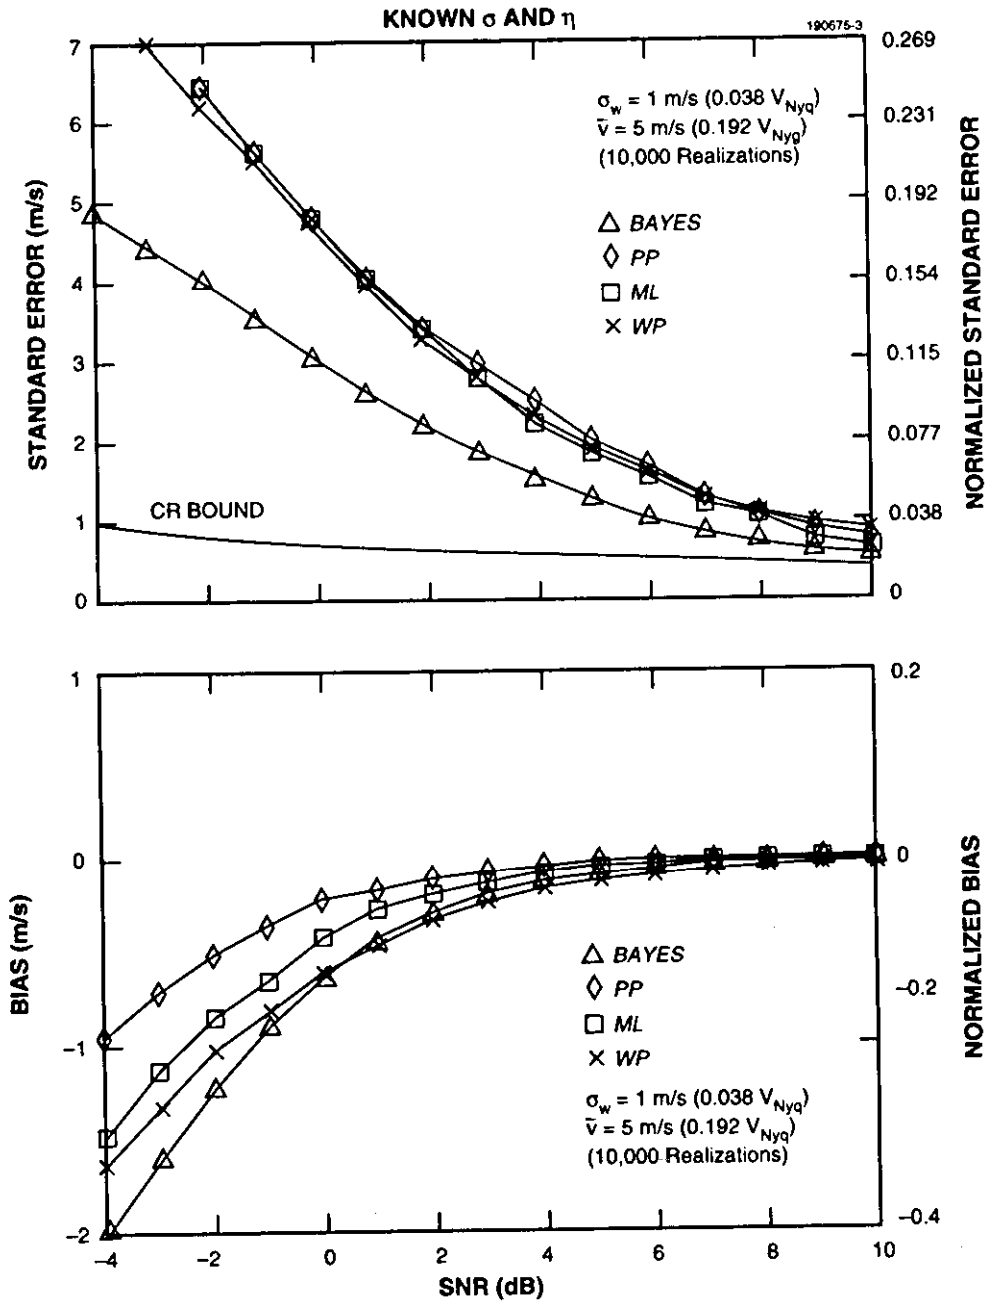 KNOWN σ AND η
190675-3
7
6
5
4
3
2
1
0
STANDARD ERROR (m/s)
0.269
0.231
0.192
0.154
0.115
0.077
0.038
0
NORMALIZED STANDARD ERROR
σw = 1 m/s (0.038 VNyq)
v̄ = 5 m/s (0.192 VNyg)
(10,000 Realizations)
BAYES
PP
ML
WP
CR BOUND
1
0
−1
−2
BIAS (m/s)
0.2
0
−0.2
−0.4
NORMALIZED BIAS
BAYES
PP
ML
WP
σw = 1 m/s (0.038 VNyq)
v̄ = 5 m/s (0.192 VNyq)
(10,000 Realizations)
−4 −2 0 2 4 6 8 10
SNR (dB)